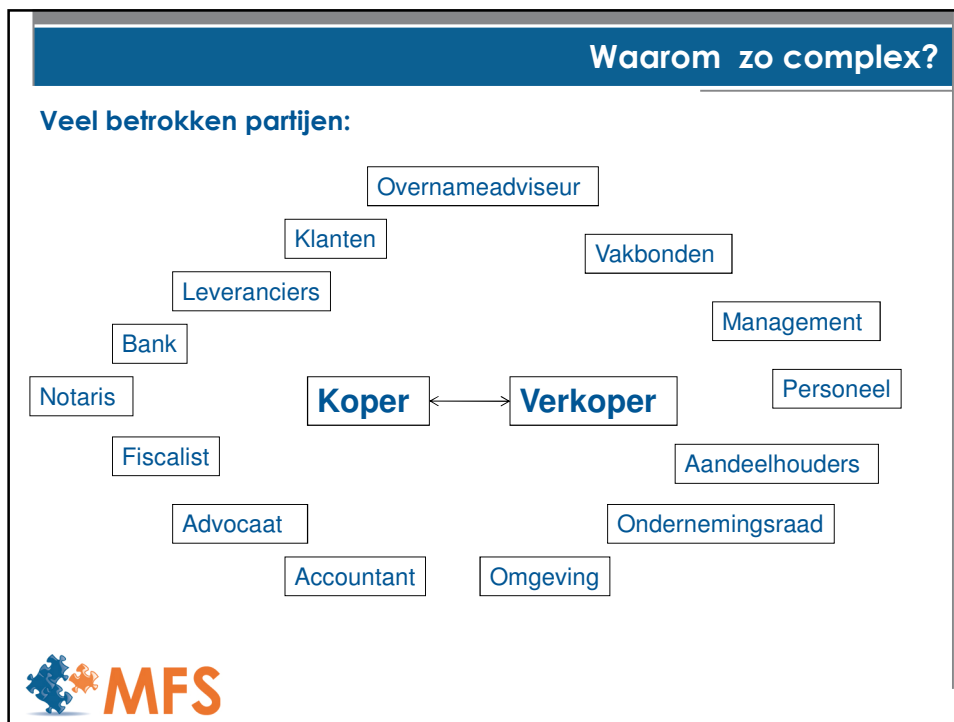 Waarom zo complex?
Veel betrokken partijen:
Overnameadviseur
Klanten
Vakbonden
Leveranciers
Management
Bank
Personeel
Notaris
Koper
Verkoper
Fiscalist
Aandeelhouders
Advocaat
Ondernemingsraad
Accountant
Omgeving
MFS